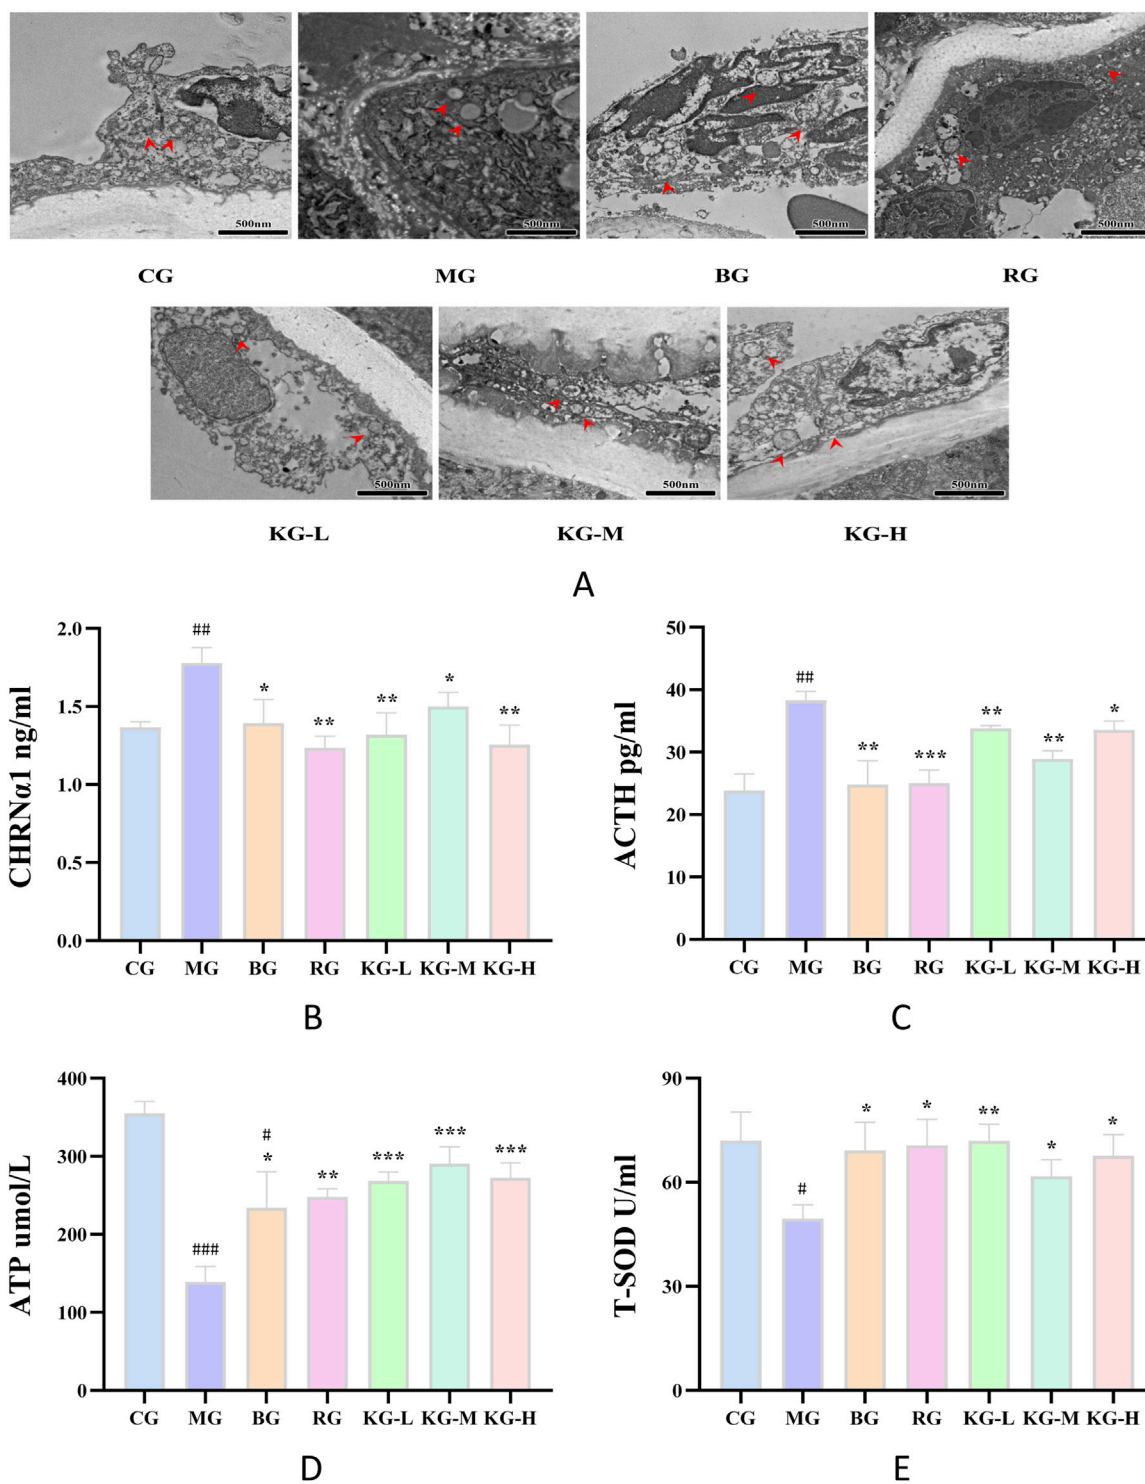 500nm 500nm 500nm 500nm
CG MG BG RG
500nm 500nm 500nm
KG-L KG-M KG-H
A
CHRNα1 ng/ml
2.0
1.5
1.0
0.5
0.0
##
*
**
**
*
**
CG MG BG RG KG-L KG-M KG-H
B
ACTH pg/ml
50
40
30
20
10
0
##
**
***
**
**
*
CG MG BG RG KG-L KG-M KG-H
C
ATP umol/L
400
300
200
100
0
###
#
*
**
***
***
***
CG MG BG RG KG-L KG-M KG-H
D
T-SOD U/ml
90
60
30
0
#
*
*
**
*
*
CG MG BG RG KG-L KG-M KG-H
E